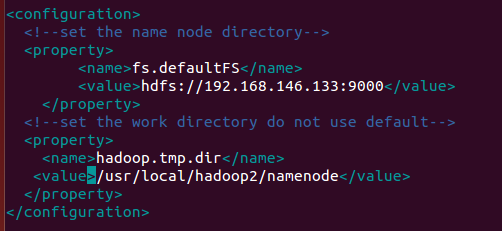 <configuration>
  <!--set the name node directory-->
  <property>
        <name>fs.defaultFS</name>
        <value>hdfs://192.168.146.133:9000</value>
    </property>
  <!--set the work directory do not use default-->
  <property>
    <name>hadoop.tmp.dir</name>
   <value>/usr/local/hadoop2/namenode</value>
  </property>
</configuration>